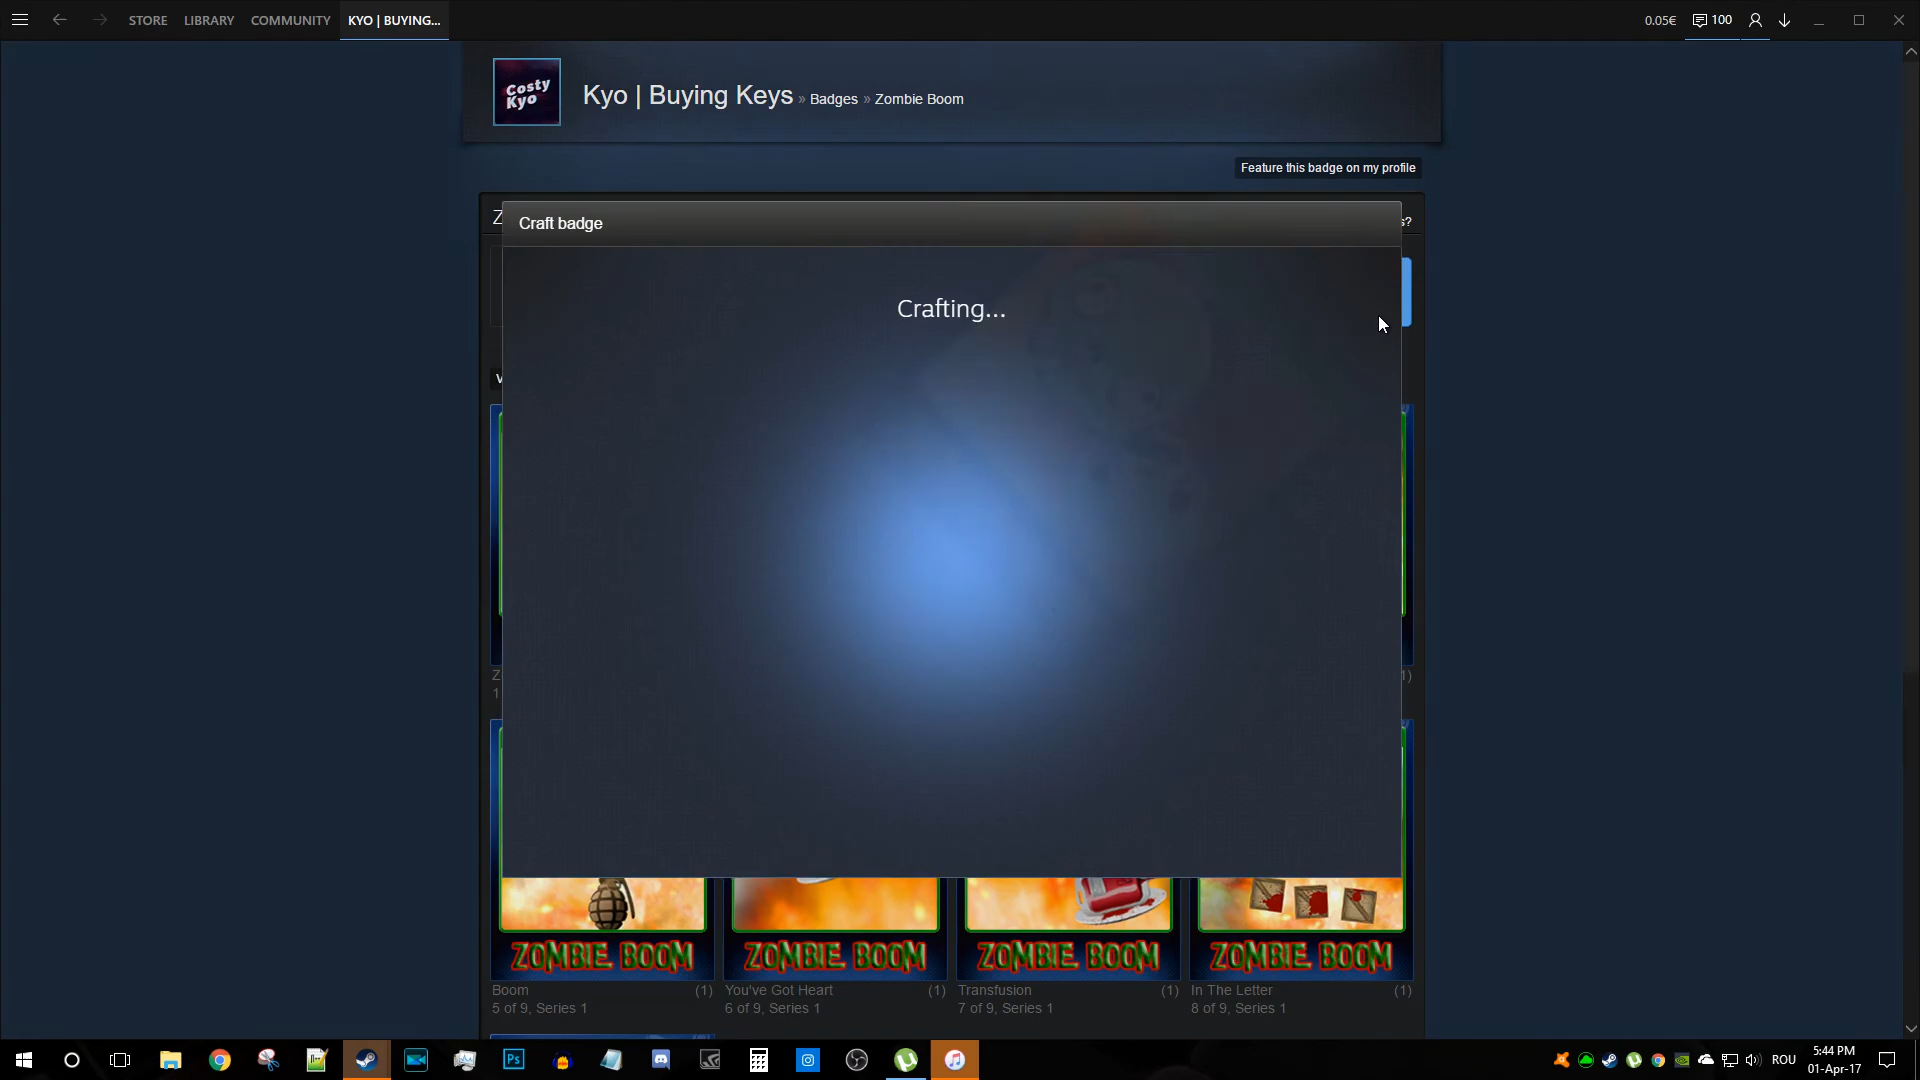 STORE LIBRARY COMMUNITY KYO | BUYING... 0.05€ 100
Costy
Kyo
Kyo | Buying Keys » Badges » Zombie Boom
Feature this badge on my profile
Z
s?
Craft badge
Crafting...
Z
1)
1
ZOMBIE BOOM ZOMBIE BOOM ZOMBIE BOOM ZOMBIE BOOM
Boom (1) You've Got Heart (1) Transfusion (1) In The Letter (1)
5 of 9, Series 1 6 of 9, Series 1 7 of 9, Series 1 8 of 9, Series 1
Ps
ROU
5:44 PM
01-Apr-17